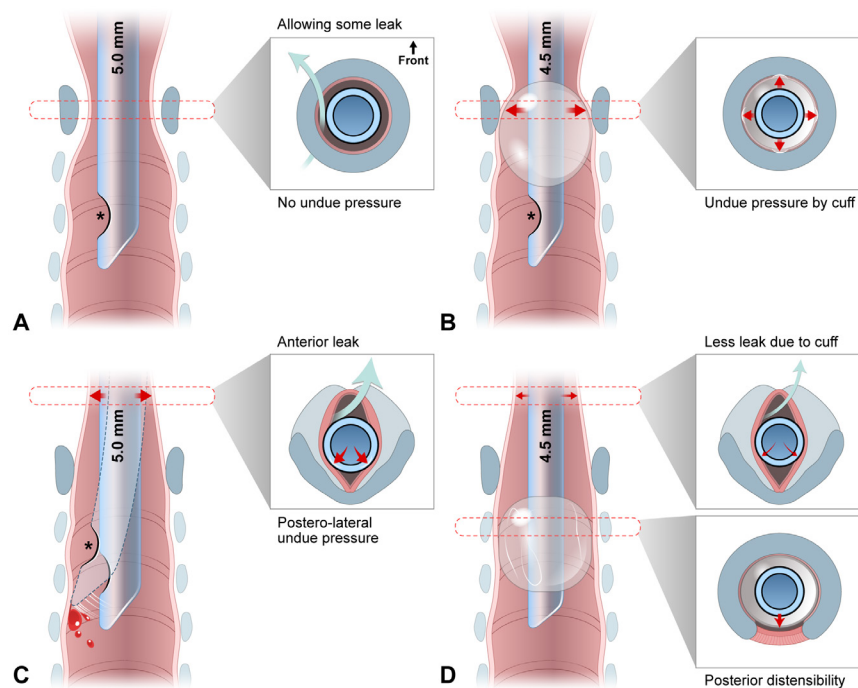 Allowing some leak
Front
5.0 mm
*
No undue pressure
A
4.5 mm
*
Undue pressure by cuff
B
Anterior leak
5.0 mm
*
Postero-lateral
undue pressure
C
Less leak due to cuff
4.5 mm
Posterior distensibility
D